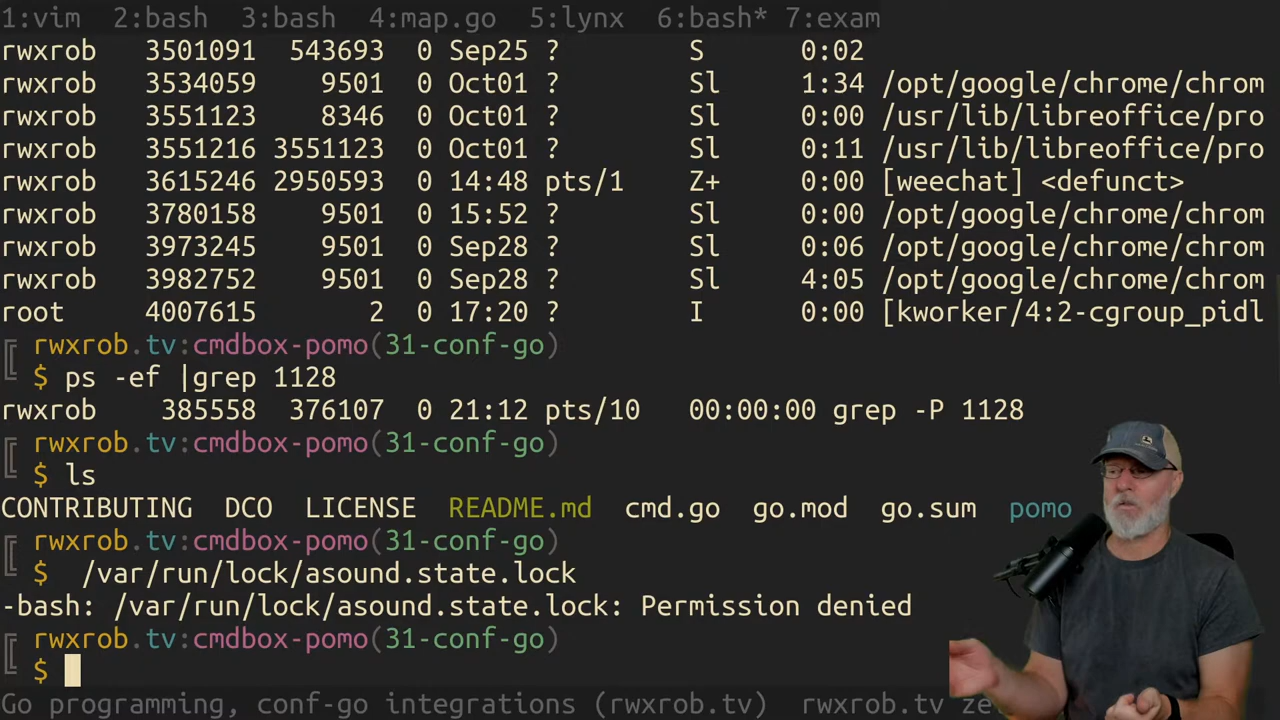 1:vim 2:bash 3:bash 4:map.go 5:lynx 6:bash* 7:exam
rwxrob 3501091 543693 0 Sep25 ? S 0:02
rwxrob 3534059 9501 0 Oct01 ? Sl 1:34 /opt/google/chrome/chrom
rwxrob 3551123 8346 0 Oct01 ? Sl 0:00 /usr/lib/libreoffice/pro
rwxrob 3551216 3551123 0 Oct01 ? Sl 0:11 /usr/lib/libreoffice/pro
rwxrob 3615246 2950593 0 14:48 pts/1 Z+ 0:00 [weechat] <defunct>
rwxrob 3780158 9501 0 15:52 ? Sl 0:00 /opt/google/chrome/chrom
rwxrob 3973245 9501 0 Sep28 ? Sl 0:06 /opt/google/chrome/chrom
rwxrob 3982752 9501 0 Sep28 ? Sl 4:05 /opt/google/chrome/chrom
root 4007615 2 0 17:20 ? I 0:00 [kworker/4:2-cgroup_pidl
rwxrob.tv:cmdbox-pomo(31-conf-go)
$ ps -ef |grep 1128
rwxrob 385558 376107 0 21:12 pts/10 00:00:00 grep -P 1128
rwxrob.tv:cmdbox-pomo(31-conf-go)
$ ls
CONTRIBUTING DCO LICENSE README.md cmd.go go.mod go.sum pomo
rwxrob.tv:cmdbox-pomo(31-conf-go)
$ /var/run/lock/asound.state.lock
-bash: /var/run/lock/asound.state.lock: Permission denied
rwxrob.tv:cmdbox-pomo(31-conf-go)
$
Go programming, conf-go integrations (rwxrob.tv) rwxrob.tv ze